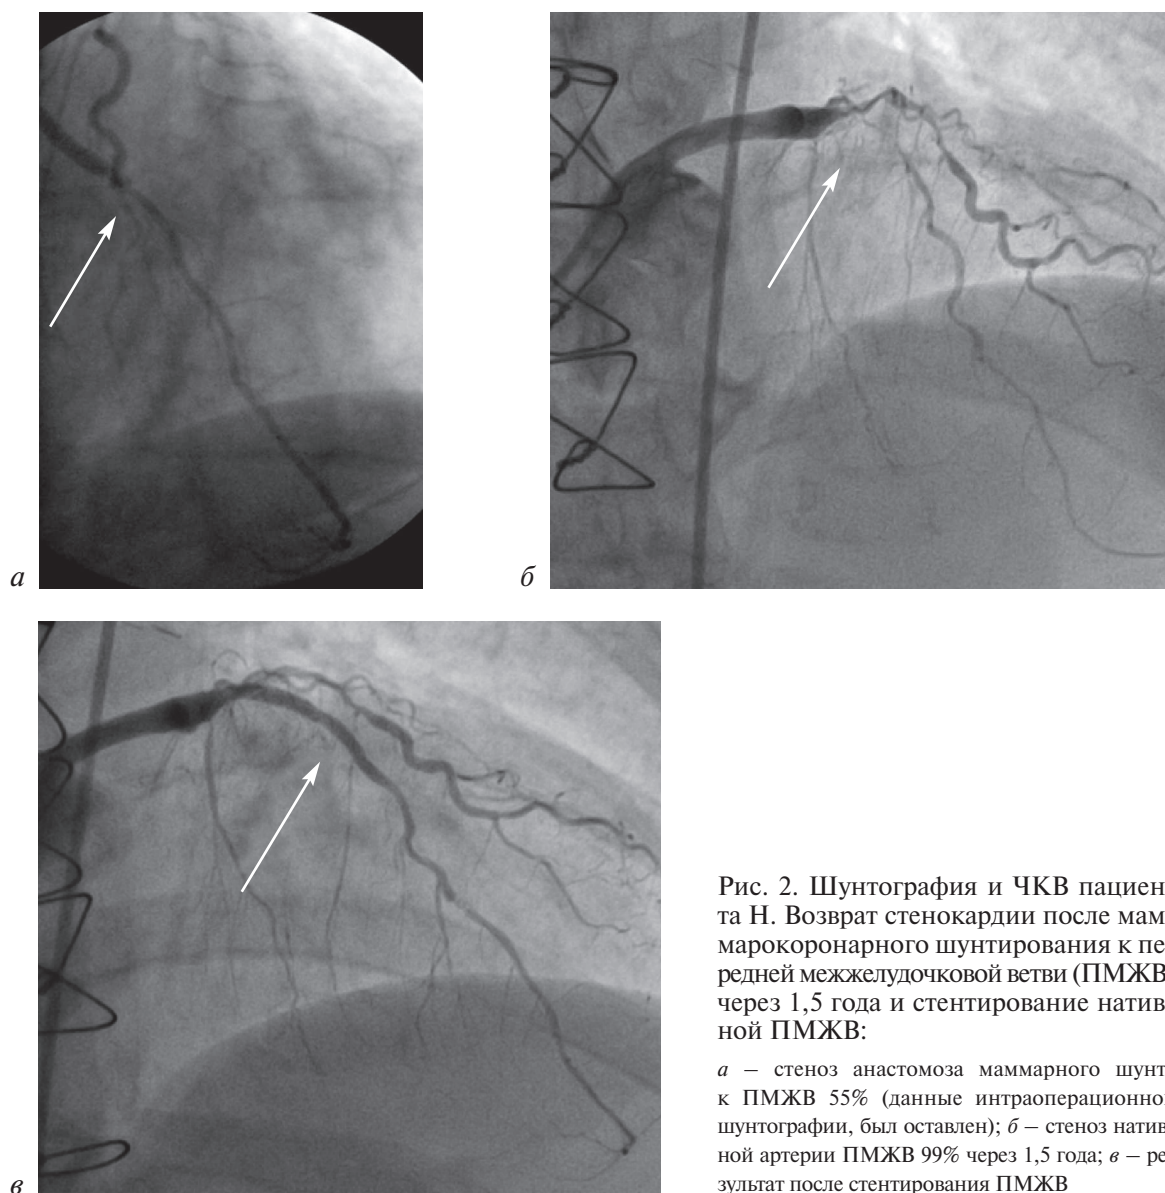 а
б
в
Рис. 2. Шунтография и ЧКВ пациен-
та Н. Возврат стенокардии после мам-
марокоронарного шунтирования к пе-
редней межжелудочковой ветви (ПМЖВ)
через 1,5 года и стентирование натив-
ной ПМЖВ:
а – стеноз анастомоза маммарного шунт
к ПМЖВ 55% (данные интраоперационно
шунтографии, был оставлен); б – стеноз натив-
ной артерии ПМЖВ 99% через 1,5 года; в – ре-
зультат после стентирования ПМЖВ